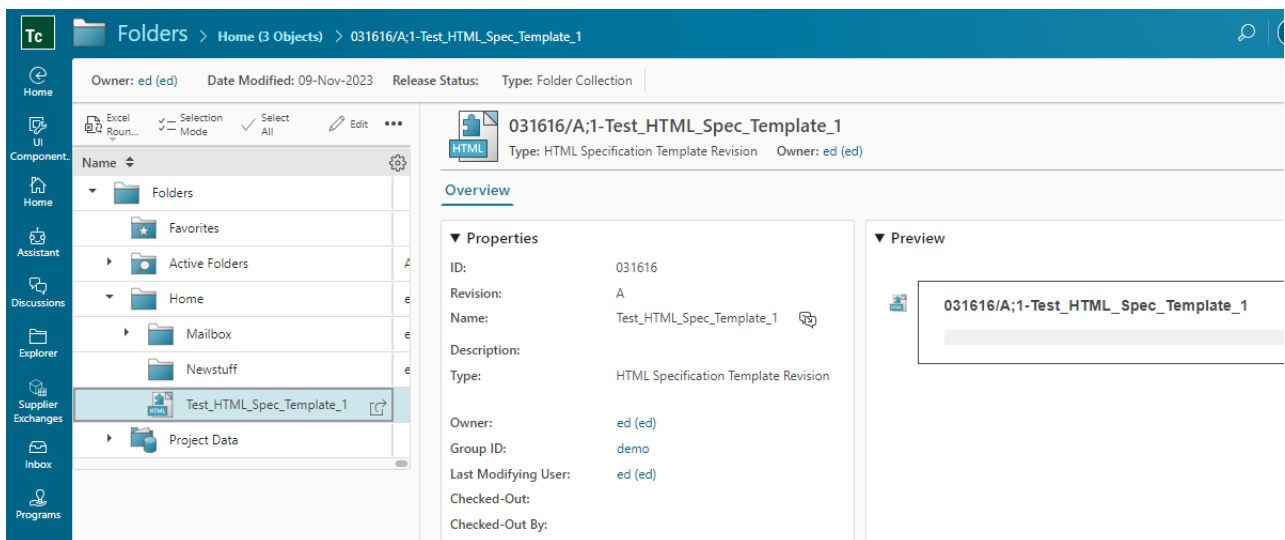 Tc
Folders > Home (3 Objects) > 031616/A;1-Test_HTML_Spec_Template_1
Home
UI
Component.
Home
Assistant
Discussions
Explorer
Supplier
Exchanges
Inbox
Programs
Owner: ed (ed) Date Modified: 09-Nov-2023 Release Status: Type: Folder Collection
Excel
Roun...
Selection
Mode
Select
All
Edit
Name
Folders
Favorites
Active Folders A
Home e
Mailbox e
Newstuff e
HTML Test_HTML_Spec_Template_1
Project Data
HTML
031616/A;1-Test_HTML_Spec_Template_1
Type: HTML Specification Template Revision Owner: ed (ed)
Overview
Properties
ID: 031616
Revision: A
Name: Test_HTML_Spec_Template_1
Description:
Type: HTML Specification Template Revision
Owner: ed (ed)
Group ID: demo
Last Modifying User: ed (ed)
Checked-Out:
Checked-Out By:
Preview
031616/A;1-Test_HTML_Spec_Template_1